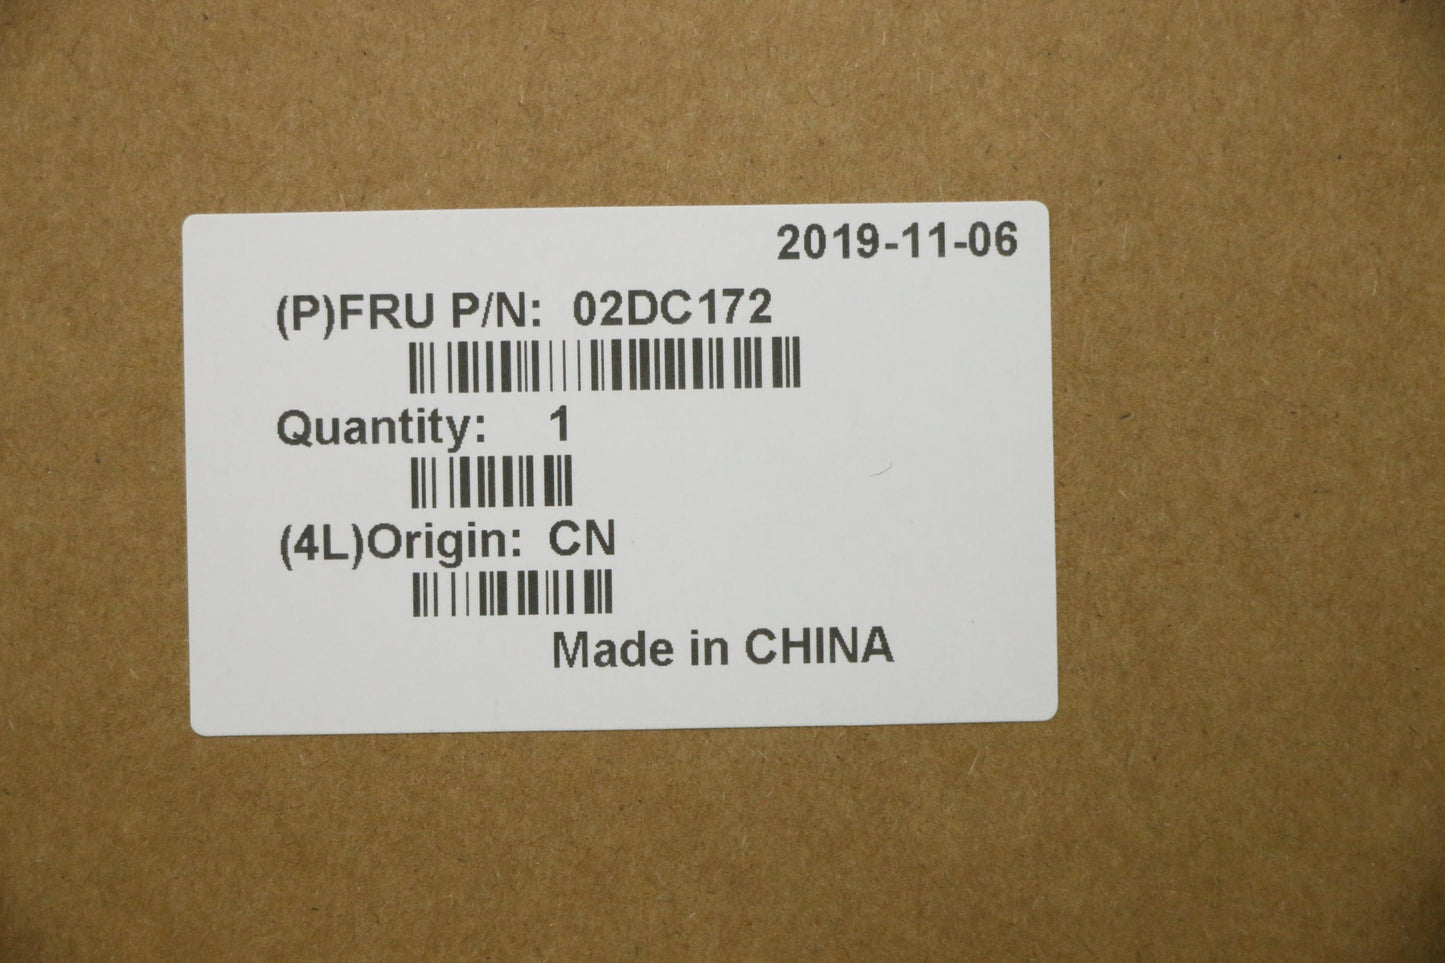 2019-11-06
(P)FRU P/N: 02DC172
Quantity: 1
(4L)Origin: CN
Made in CHINA